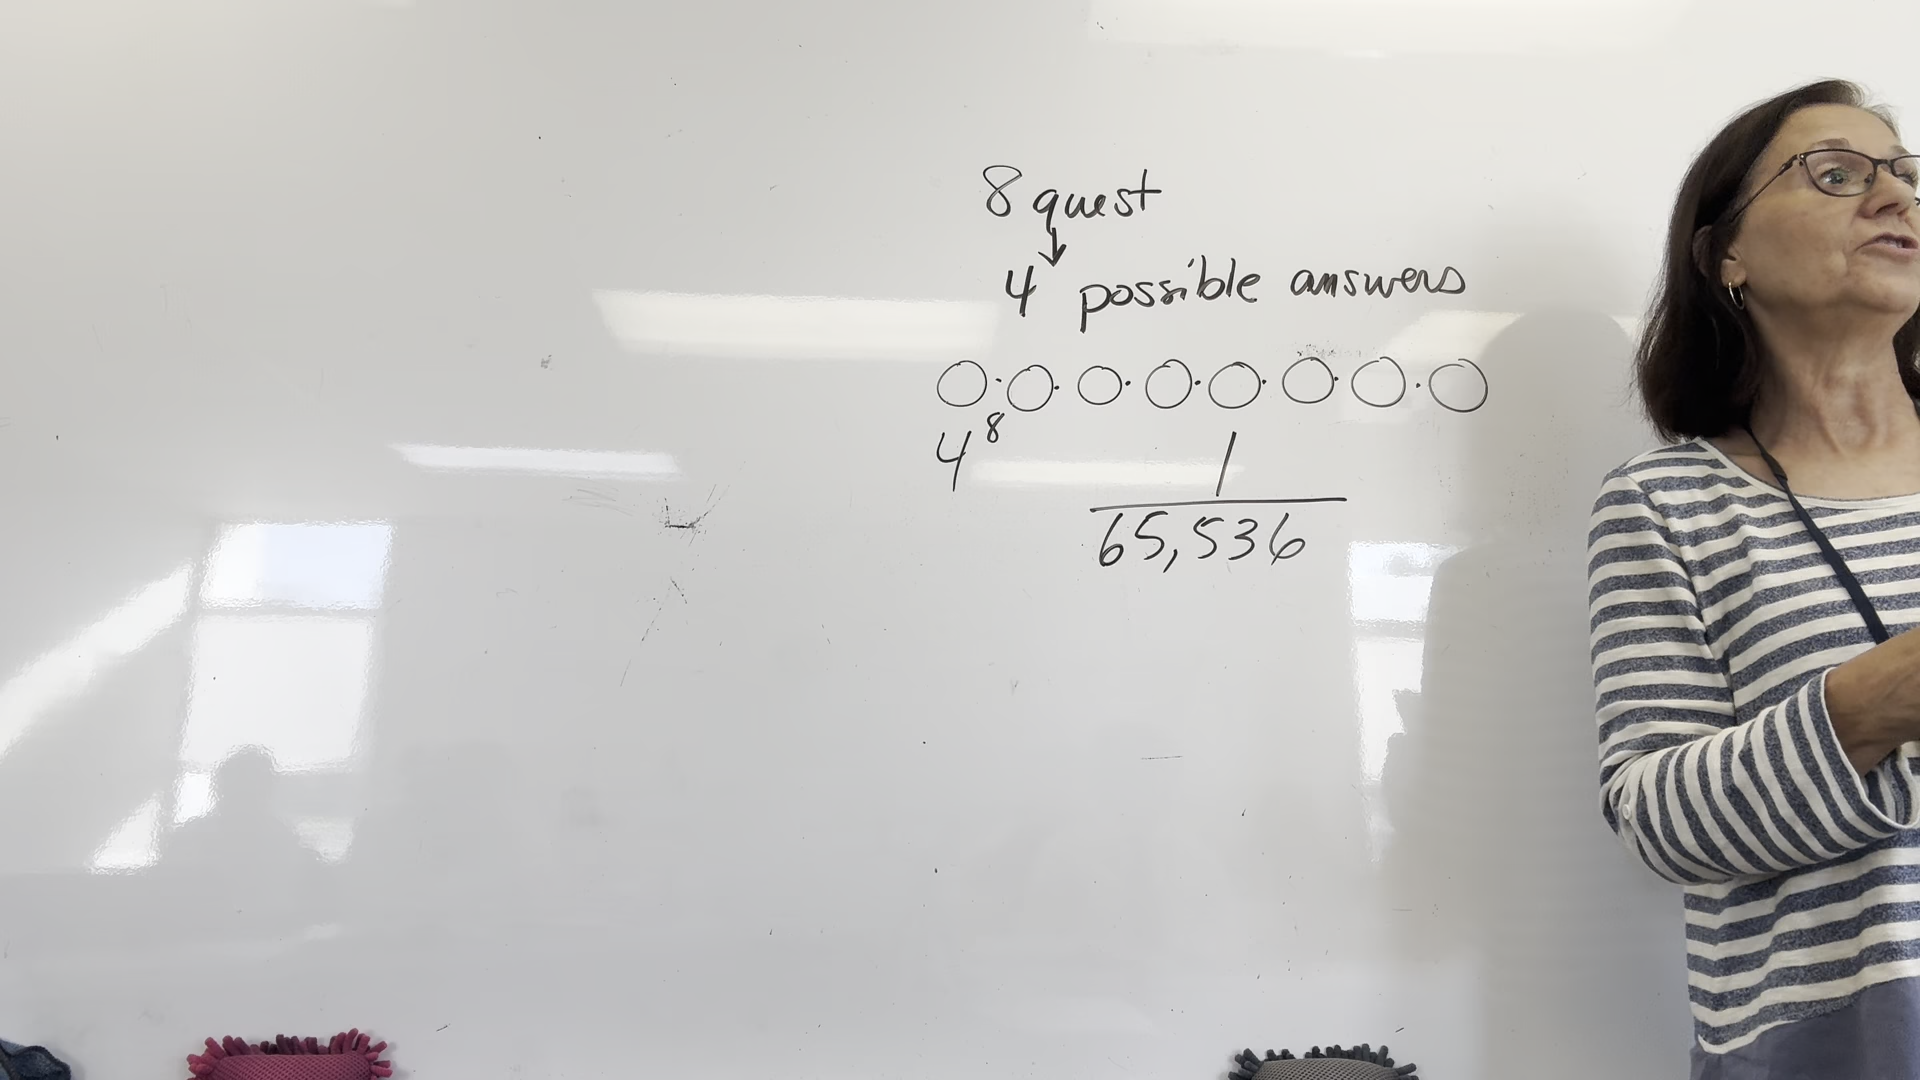 8 quest
↓
4 possible answers
○·○·○·○·○·○·○·○
4⁸
1
65,536